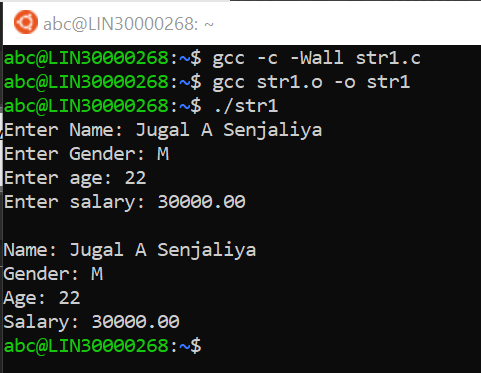 abc@LIN30000268: ~
abc@LIN30000268:~$ gcc -c -Wall str1.c
abc@LIN30000268:~$ gcc str1.o -o str1
abc@LIN30000268:~$ ./str1
Enter Name: Jugal A Senjaliya
Enter Gender: M
Enter age: 22
Enter salary: 30000.00

Name: Jugal A Senjaliya
Gender: M
Age: 22
Salary: 30000.00
abc@LIN30000268:~$